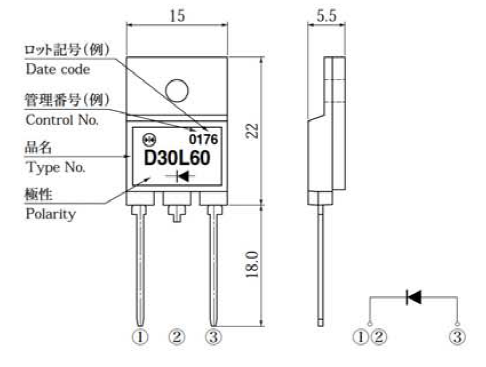 15
5.5
ロット記号(例)
Date code
管理番号(例)
Control No.
品名
Type No.
極性
Polarity
0176
D30L60
22
18.0
① ② ③
①② ③